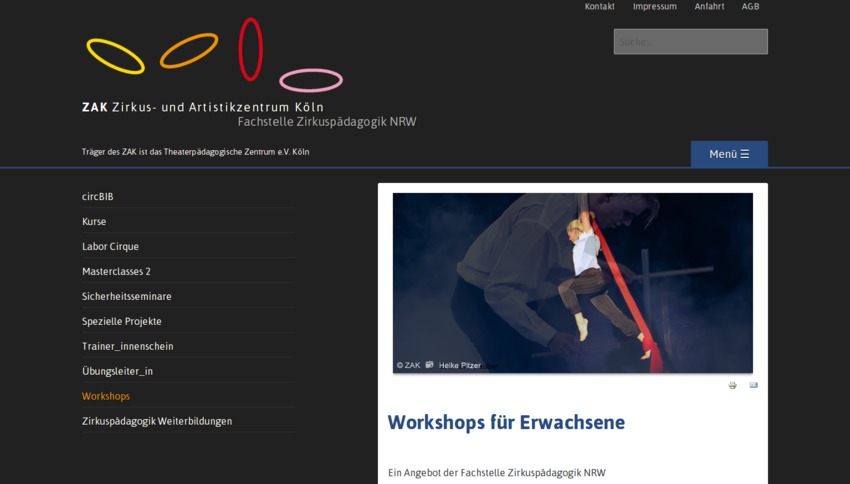 Kontakt Impressum Anfahrt AGB
Suche...
ZAK Zirkus- und Artistikzentrum Köln
Fachstelle Zirkuspädagogik NRW
Träger des ZAK ist das Theaterpädagogische Zentrum e.V. Köln
Menü ☰
circBIB
Kurse
Labor Cirque
Masterclasses 2
Sicherheitsseminare
Spezielle Projekte
Trainer_innenschein
Übungsleiter_in
Workshops
Zirkuspädagogik Weiterbildungen
© ZAK Heike Pitzer
Workshops für Erwachsene
Ein Angebot der Fachstelle Zirkuspädagogik NRW